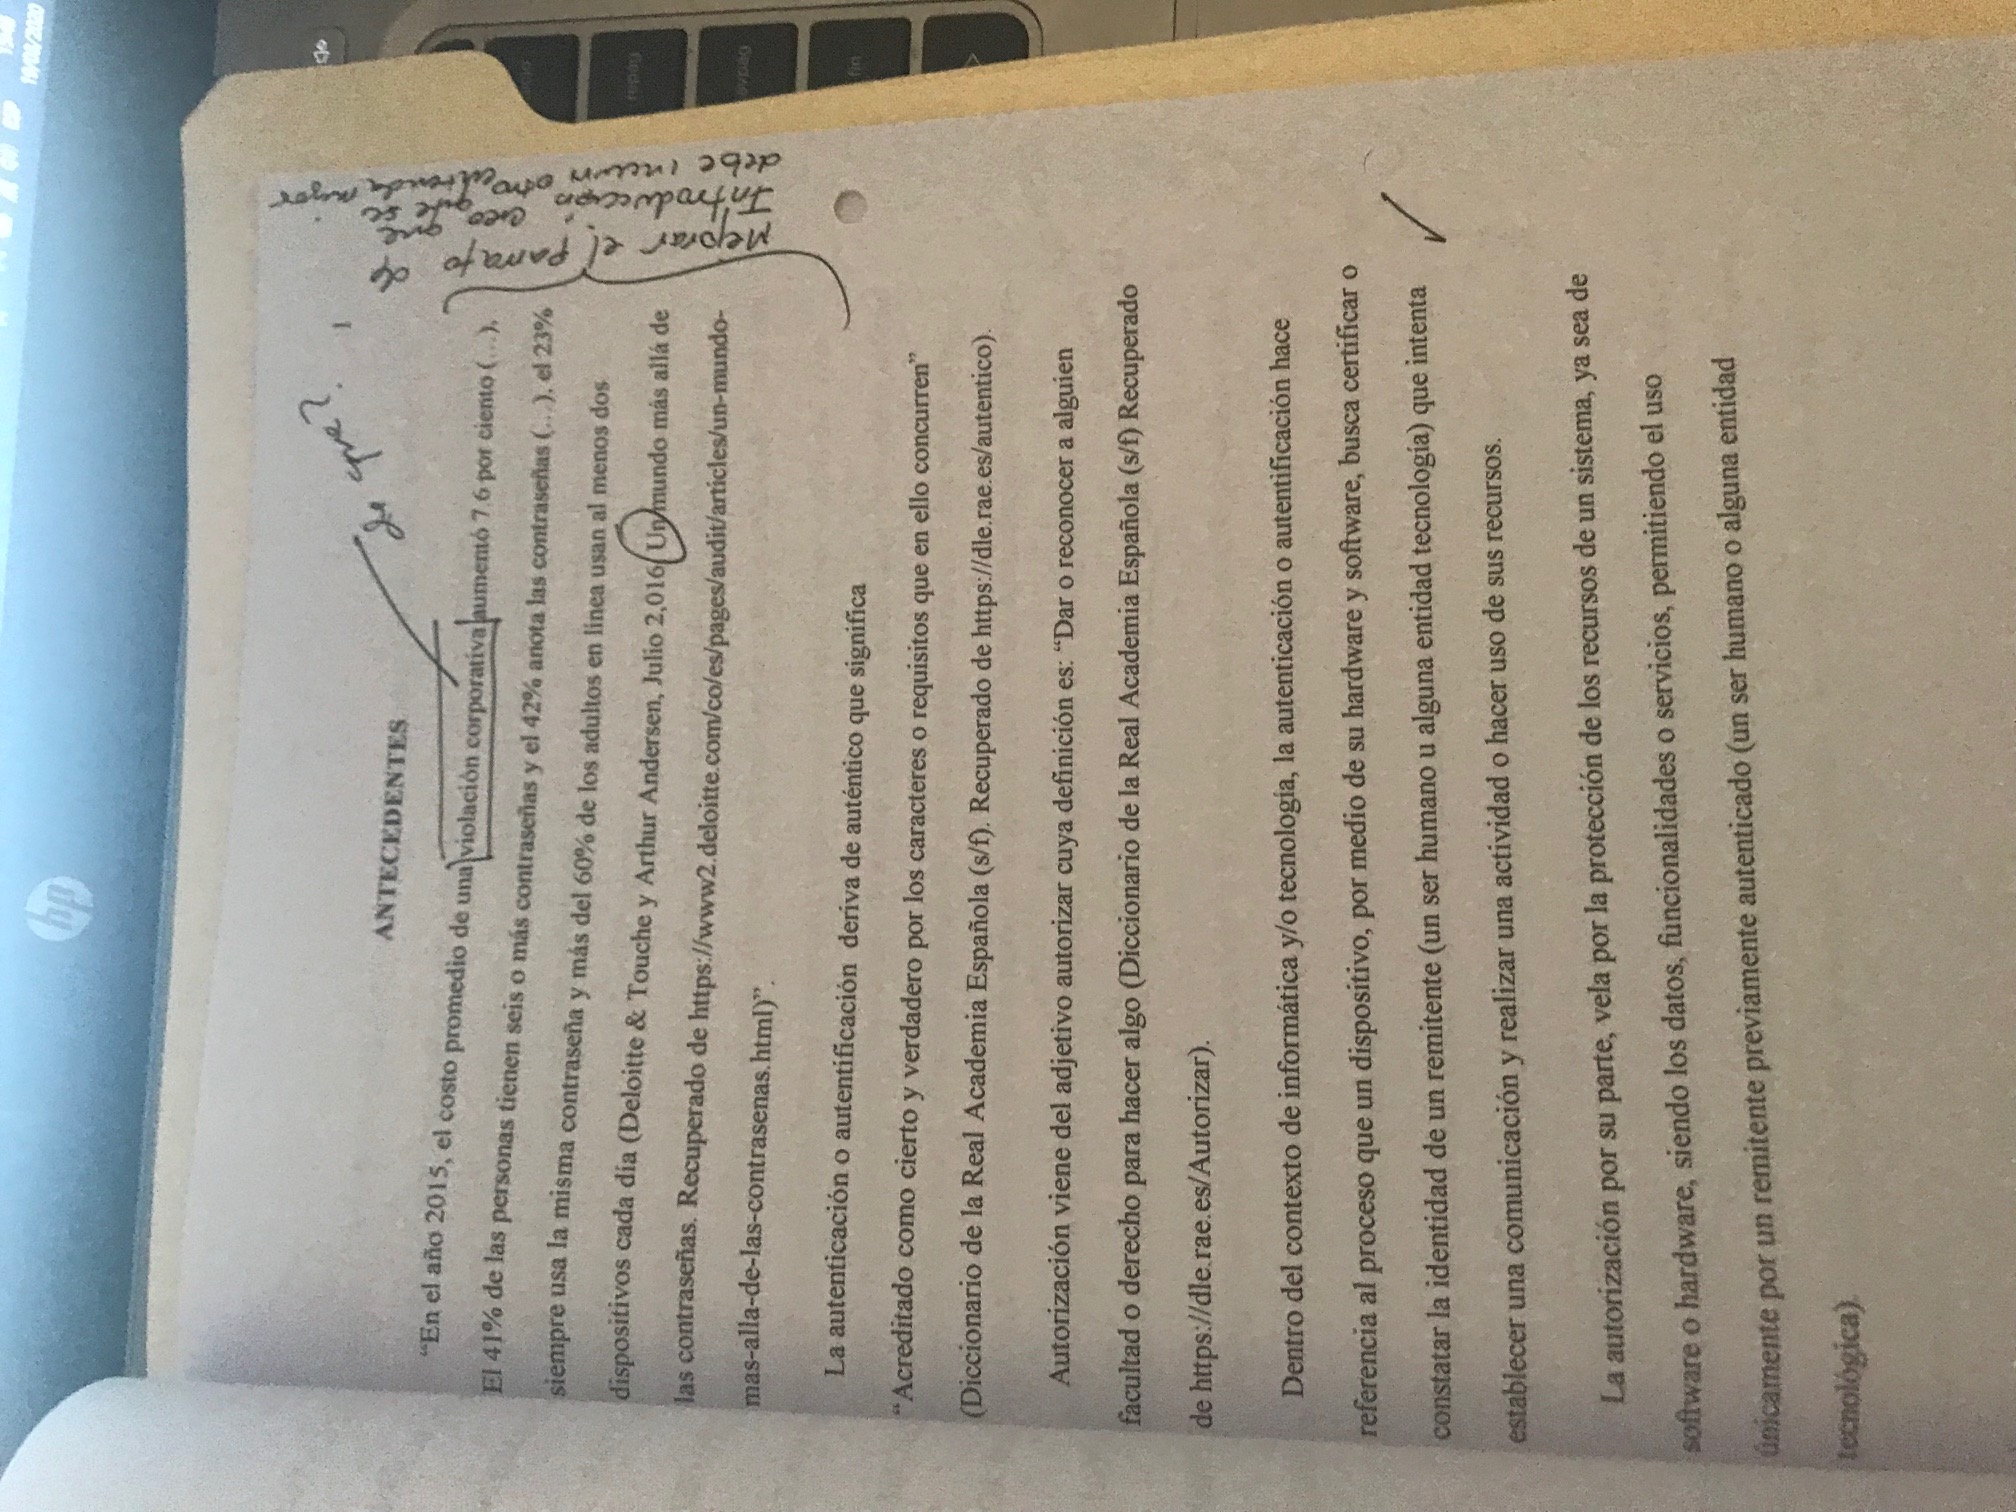 hp
19/08/2020
de que?
ANTECEDENTES
“En el año 2015, el costo promedio de una violación corporativa aumentó 7.6 por ciento (…),
El 41% de las personas tienen seis o más contraseñas y el 42% anota las contraseñas (…), el 23%
siempre usa la misma contraseña y más del 60% de los adultos en línea usan al menos dos
dispositivos cada día (Deloitte & Touche y Arthur Andersen, Julio 2,016 Un mundo más allá de
las contraseñas. Recuperado de https://www2.deloitte.com/co/es/pages/audit/articles/un-mundo-
mas-alla-de-las-contrasenas.html)”.
Mejorar el parrafo de
Introducción, creo que
debe incluir otro que se
entienda mejor
La autenticación o autentificación deriva de auténtico que significa
“Acreditado como cierto y verdadero por los caracteres o requisitos que en ello concurren”
(Diccionario de la Real Academia Española (s/f). Recuperado de https://dle.rae.es/autentico).
Autorización viene del adjetivo autorizar cuya definición es: “Dar o reconocer a alguien
facultad o derecho para hacer algo (Diccionario de la Real Academia Española (s/f) Recuperado
de https://dle.rae.es/Autorizar).
Dentro del contexto de informática y/o tecnología, la autenticación o autentificación hace
referencia al proceso que un dispositivo, por medio de su hardware y software, busca certificar o
constatar la identidad de un remitente (un ser humano u alguna entidad tecnología) que intenta
establecer una comunicación y realizar una actividad o hacer uso de sus recursos.
La autorización por su parte, vela por la protección de los recursos de un sistema, ya sea de
software o hardware, siendo los datos, funcionalidades o servicios, permitiendo el uso
únicamente por un remitente previamente autenticado (un ser humano o alguna entidad
tecnológica)
repág
avpág
fin